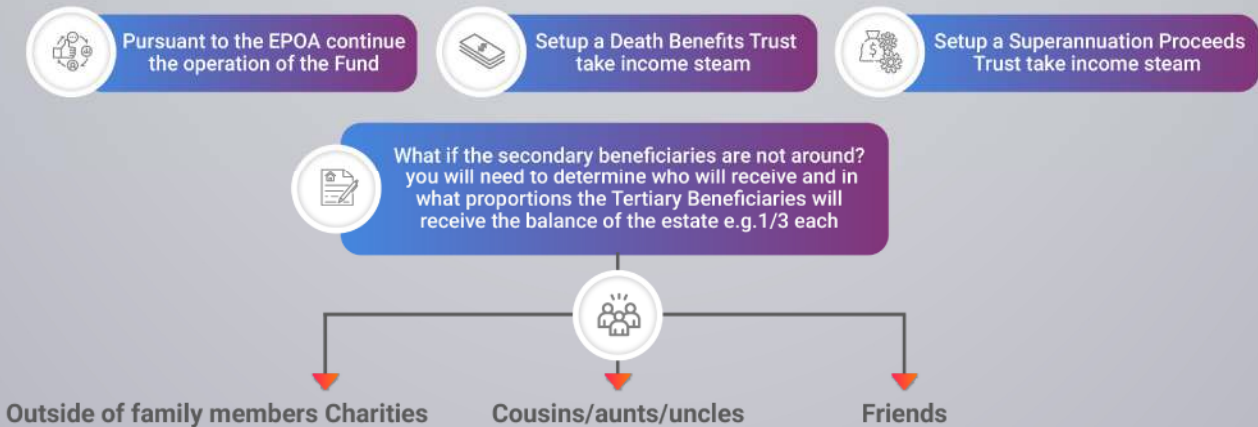 Pursuant to the EPOA continue
the operation of the Fund
Setup a Death Benefits Trust
take income steam
Setup a Superannuation Proceeds
Trust take income steam
What if the secondary beneficiaries are not around?
you will need to determine who will receive and in
what proportions the Tertiary Beneficiaries will
receive the balance of the estate e.g.1/3 each
Outside of family members Charities
Cousins/aunts/uncles
Friends